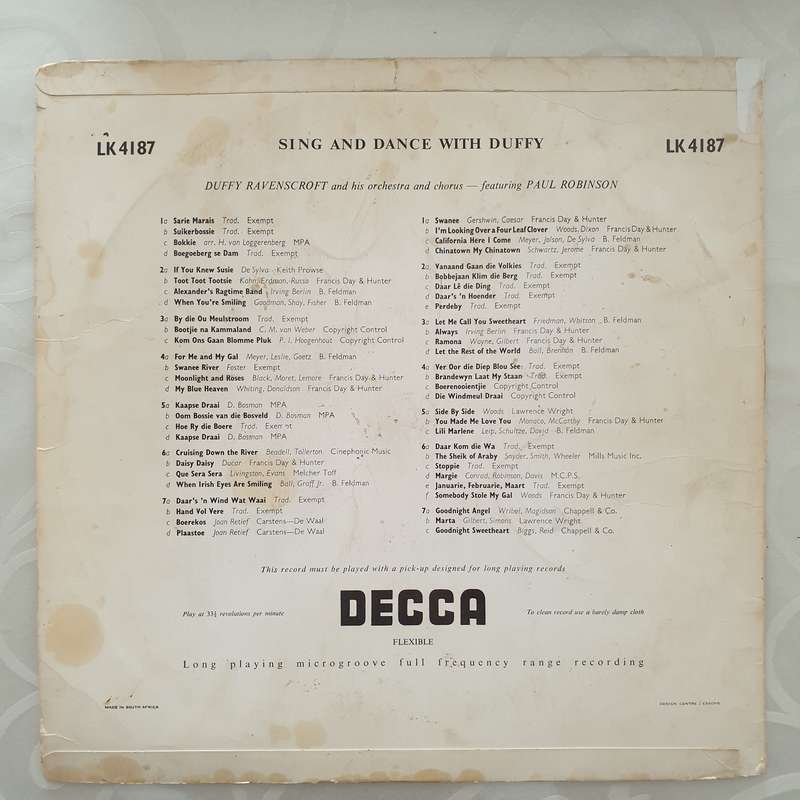 LK 4187 SING AND DANCE WITH DUFFY LK 4187
DUFFY RAVENSCROFT and his orchestra and chorus — featuring PAUL ROBINSON
1a Sarie Marais Trad. Exempt
b Suikerbossie Trad. Exempt
c Bokkie arr. H. van Loggerenberg MPA
d Boegoeberg se Dam Trad. Exempt
2a If You Knew Susie De Sylva Keith Prowse
b Toot Toot Tootsie Kahn, Erdman, Russo Francis Day & Hunter
c Alexander's Ragtime Band Irving Berlin B. Feldman
d When You're Smiling Goodman, Shay, Fisher B. Feldman
3a By die Ou Meulstroom Trad. Exempt
b Bootjie na Kammaland C. M. von Weber Copyright Control
c Kom Ons Gaan Blomme Pluk P. I. Hoogenhout Copyright Control
4a For Me and My Gal Meyer, Leslie, Goetz B. Feldman
b Swanee River Foster Exempt
c Moonlight and Roses Black, Moret, Lemore Francis Day & Hunter
d My Blue Heaven Whiting, Donaldson Francis Day & Hunter
5a Kaapse Draai D. Bosman MPA
b Oom Bossie van die Bosveld D. Bosman MPA
c Hoe Ry die Boere Trad. Exempt
d Kaapse Draai D. Bosman MPA
6a Cruising Down the River Beadell, Tollerton Cinephonic Music
b Daisy Daisy Dacar Francis Day & Hunter
c Que Sera Sera Livingston, Evans Melcher Toff
d When Irish Eyes Are Smiling Ball, Graff Jr. B. Feldman
7a Daar's 'n Wind Wat Waai Trad. Exempt
b Hand Vol Vere Trad. Exempt
c Boerekos Joan Retief Carstens—De Waal
d Plaastoe Joan Retief Carstens—De Waal
1a Swanee Gershwin, Caesar Francis Day & Hunter
b I'm Looking Over a Four Leaf Clover Woods, Dixon Francis Day & Hunter
c California Here I Come Meyer, Jolson, De Sylva B. Feldman
d Chinatown My Chinatown Schwartz, Jerome Francis Day & Hunter
2a Vanaand Gaan die Volkies Trad. Exempt
b Bobbejaan Klim die Berg Trad. Exempt
c Daar Lê die Ding Trad. Exempt
d Daar's 'n Hoender Trad. Exempt
e Perdeby Trad. Exempt
3a Let Me Call You Sweetheart Friedman, Whitson B. Feldman
b Always Irving Berlin Francis Day & Hunter
c Ramona Wayne, Gilbert Francis Day & Hunter
d Let the Rest of the World Ball, Brennan B. Feldman
4a Ver Oor die Diep Blou See Trad. Exempt
b Brandewyn Laat My Staan Trad. Exempt
c Boerenooientjie Copyright Control
d Die Windmeul Draai Copyright Control
5a Side By Side Woods Lawrence Wright
b You Made Me Love You Monaco, McCarthy Francis Day & Hunter
c Lili Marlene Leip, Schultze, David B. Feldman
6a Daar Kom die Wa Trad. Exempt
b The Sheik of Araby Snyder, Smith, Wheeler Mills Music Inc.
c Stoppie Trad. Exempt
d Margie Conrad, Robinson, Davis M.C.P.S.
e Januarie, Februarie, Maart Trad. Exempt
f Somebody Stole My Gal Woods Francis Day & Hunter
7a Goodnight Angel Wribel, Magidson Chappell & Co.
b Marta Gilbert, Simons Lawrence Wright
c Goodnight Sweetheart Biggs, Reid Chappell & Co.
This record must be played with a pick-up designed for long playing records
Play at 33⅓ revolutions per minute DECCA To clean record use a barely damp cloth
FLEXIBLE
Long playing microgroove full frequency range recording
MADE IN SOUTH AFRICA
DESIGN CENTRE